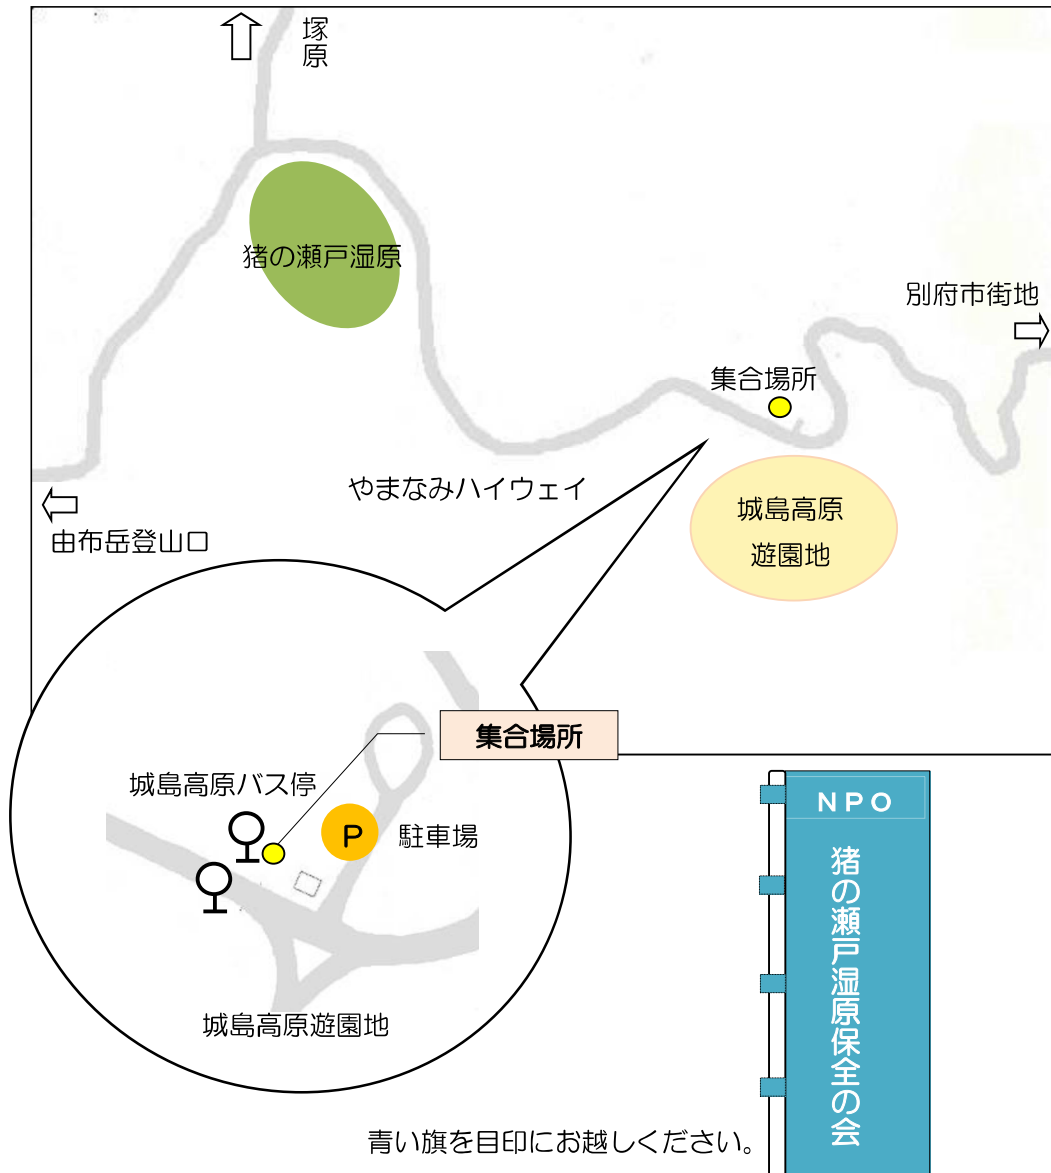 塚原
猪の瀬戸湿原
別府市街地
集合場所
やまなみハイウェイ
城島高原
遊園地
由布岳登山口
集合場所
城島高原バス停
P
駐車場
城島高原遊園地
NPO
猪の瀬戸湿原保全の会
青い旗を目印にお越しください。